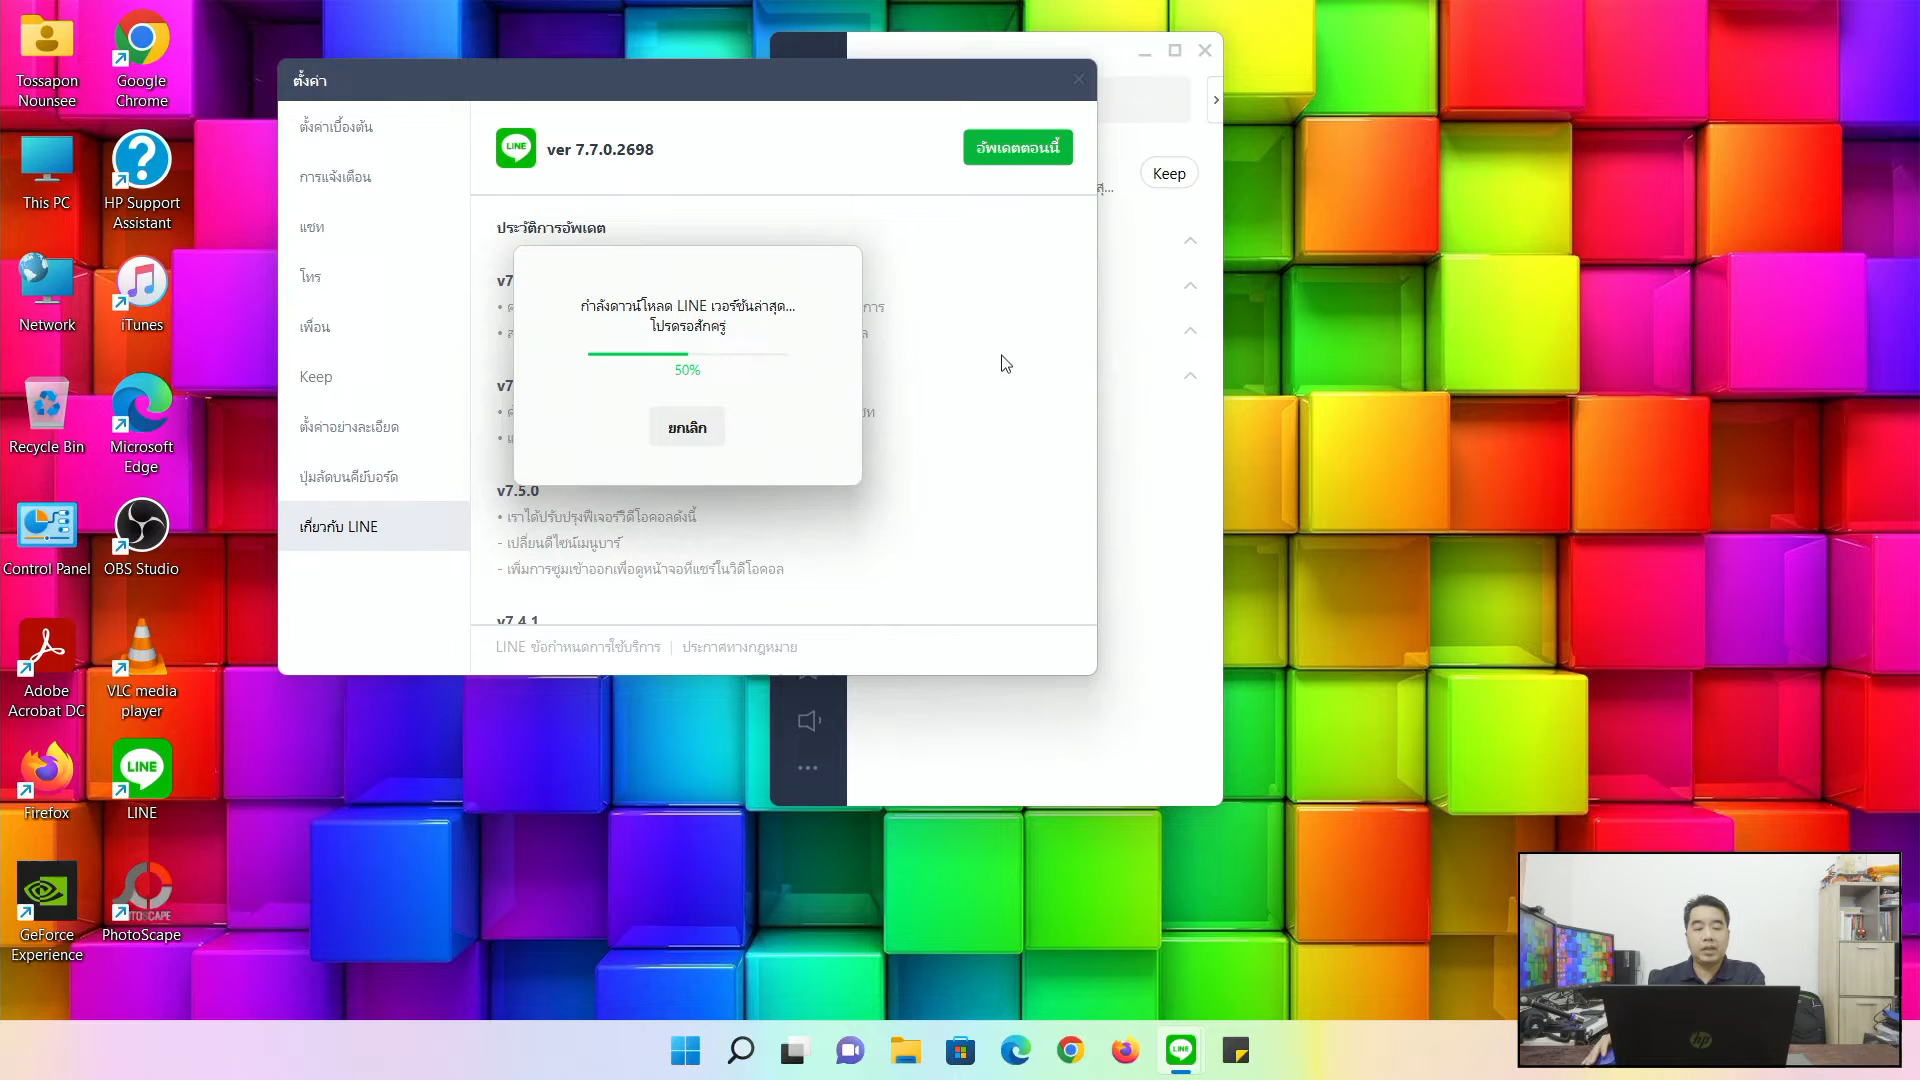 Tossapon
Nounsee
Google
Chrome
This PC
HP Support
Assistant
Network
iTunes
Recycle Bin
Microsoft
Edge
Control Panel
OBS Studio
Adobe
Acrobat DC
VLC media
player
Firefox
LINE
LINE
GeForce
Experience
PhotoScape
ตั้งค่า
ตั้งค่าเบื้องต้น
การแจ้งเตือน
แชท
โทร
เพื่อน
Keep
ตั้งค่าอย่างละเอียด
ปุ่มลัดบนคีย์บอร์ด
เกี่ยวกับ LINE
LINE
ver 7.7.0.2698
อัพเดตตอนนี้
ประวัติการอัพเดต
v7
การ
กำลังดาวน์โหลด LINE เวอร์ชันล่าสุด...
โปรดรอสักครู่
50%
ยกเลิก
v7
v7.5.0
• เราได้ปรับปรุงฟีเจอร์วิดีโอคอลดังนี้
- เปลี่ยนดีไซน์เมนูบาร์
- เพิ่มการซูมเข้าออกเพื่อดูหน้าจอที่แชร์ในวิดีโอคอล
v7.4.1
LINE ข้อกำหนดการใช้บริการ | ประกาศทางกฎหมาย
Keep
LINE
hp